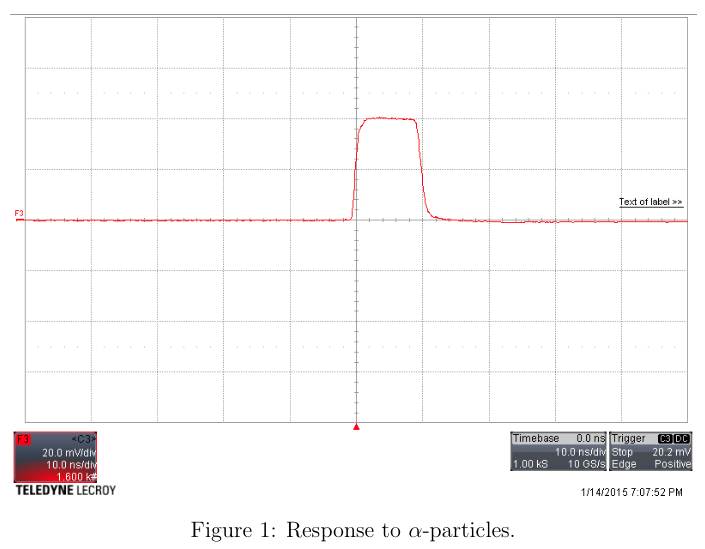 Text of label >>
F3
F3 <C3>
20.0 mV/div
10.0 ns/div
1.600 k#
Timebase 0.0 ns
10.0 ns/div
1.00 kS 10 GS/s
Trigger C3 DC
Stop 20.2 mV
Edge Positive
TELEDYNE LECROY
1/14/2015 7:07:52 PM
Figure 1: Response to α-particles.